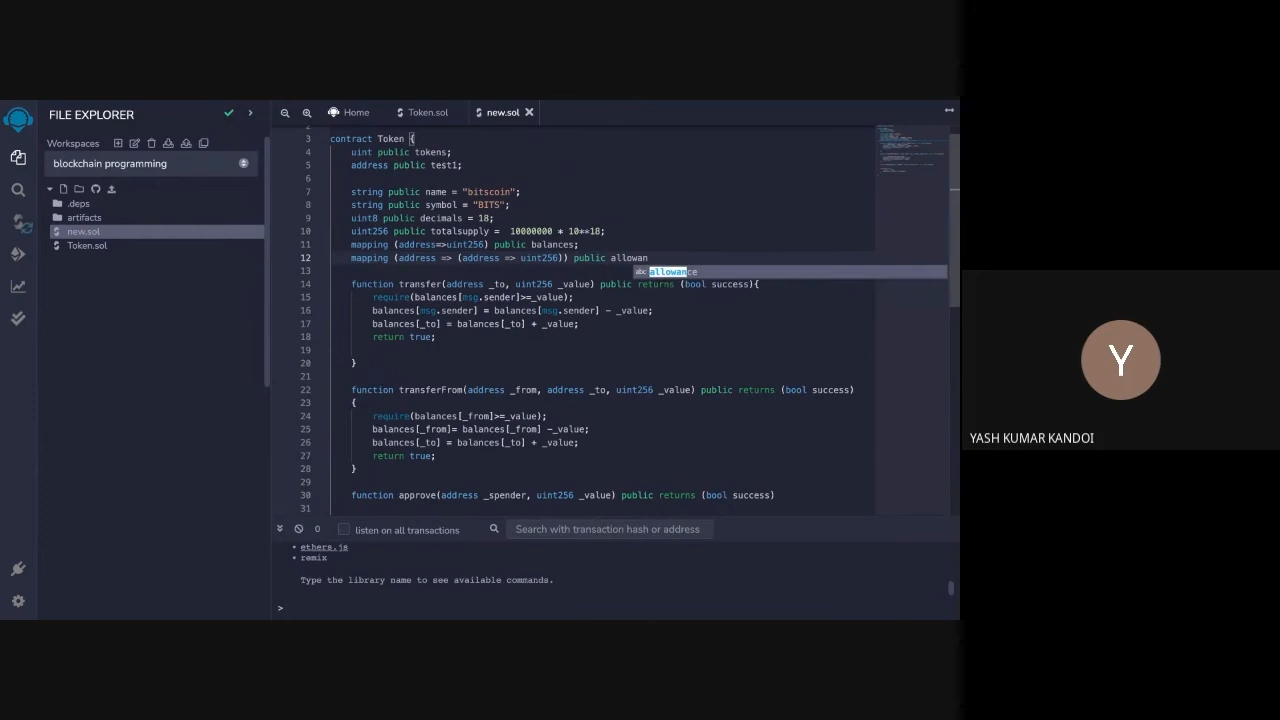 FILE EXPLORER
Workspaces
blockchain programming
.deps
artifacts
new.sol
Token.sol
Home
Token.sol
new.sol
2
3 contract Token {
4 uint public tokens;
5 address public test1;
6
7 string public name = "bitscoin";
8 string public symbol = "BITS";
9 uint8 public decimals = 18;
10 uint256 public totalsupply =  10000000 * 10**18;
11 mapping (address=>uint256) public balances;
12 mapping (address => (address => uint256)) public allowan
abc allowance
13
14 function transfer(address _to, uint256 _value) public returns (bool success){
15 require(balances[msg.sender]>=_value);
16 balances[msg.sender] = balances[msg.sender] - _value;
17 balances[_to] = balances[_to] + _value;
18 return true;
19
20 }
21
22 function transferFrom(address _from, address _to, uint256 _value) public returns (bool success)
23 {
24 require(balances[_from]>=_value);
25 balances[_from]= balances[_from] -_value;
26 balances[_to] = balances[_to] + _value;
27 return true;
28 }
29
30 function approve(address _spender, uint256 _value) public returns (bool success)
31
0 listen on all transactions
Search with transaction hash or address
• ethers.js
• remix
Type the library name to see available commands.
>
Y
YASH KUMAR KANDOI